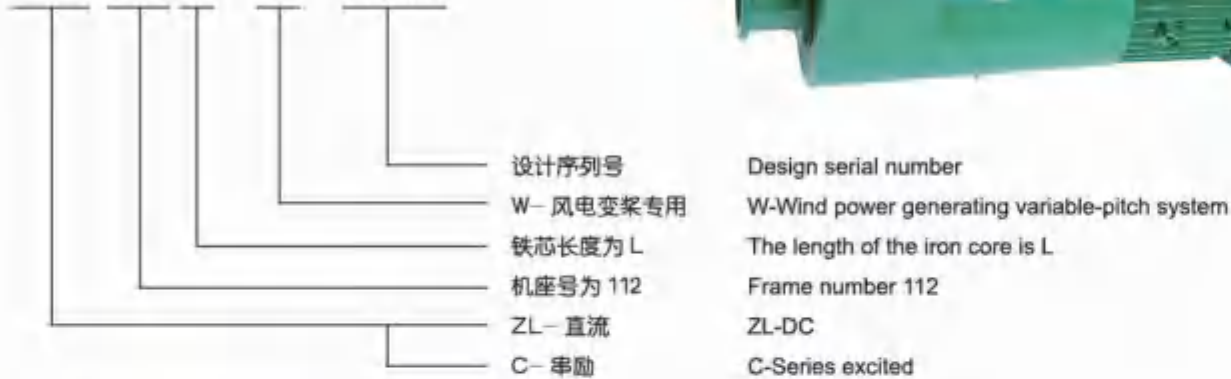 设计序列号 Design serial number
W－风电变桨专用 W-Wind power generating variable-pitch system
铁芯长度为 L The length of the iron core is L
机座号为 112 Frame number 112
ZL－直流 ZL-DC
C－串励 C-Series excited